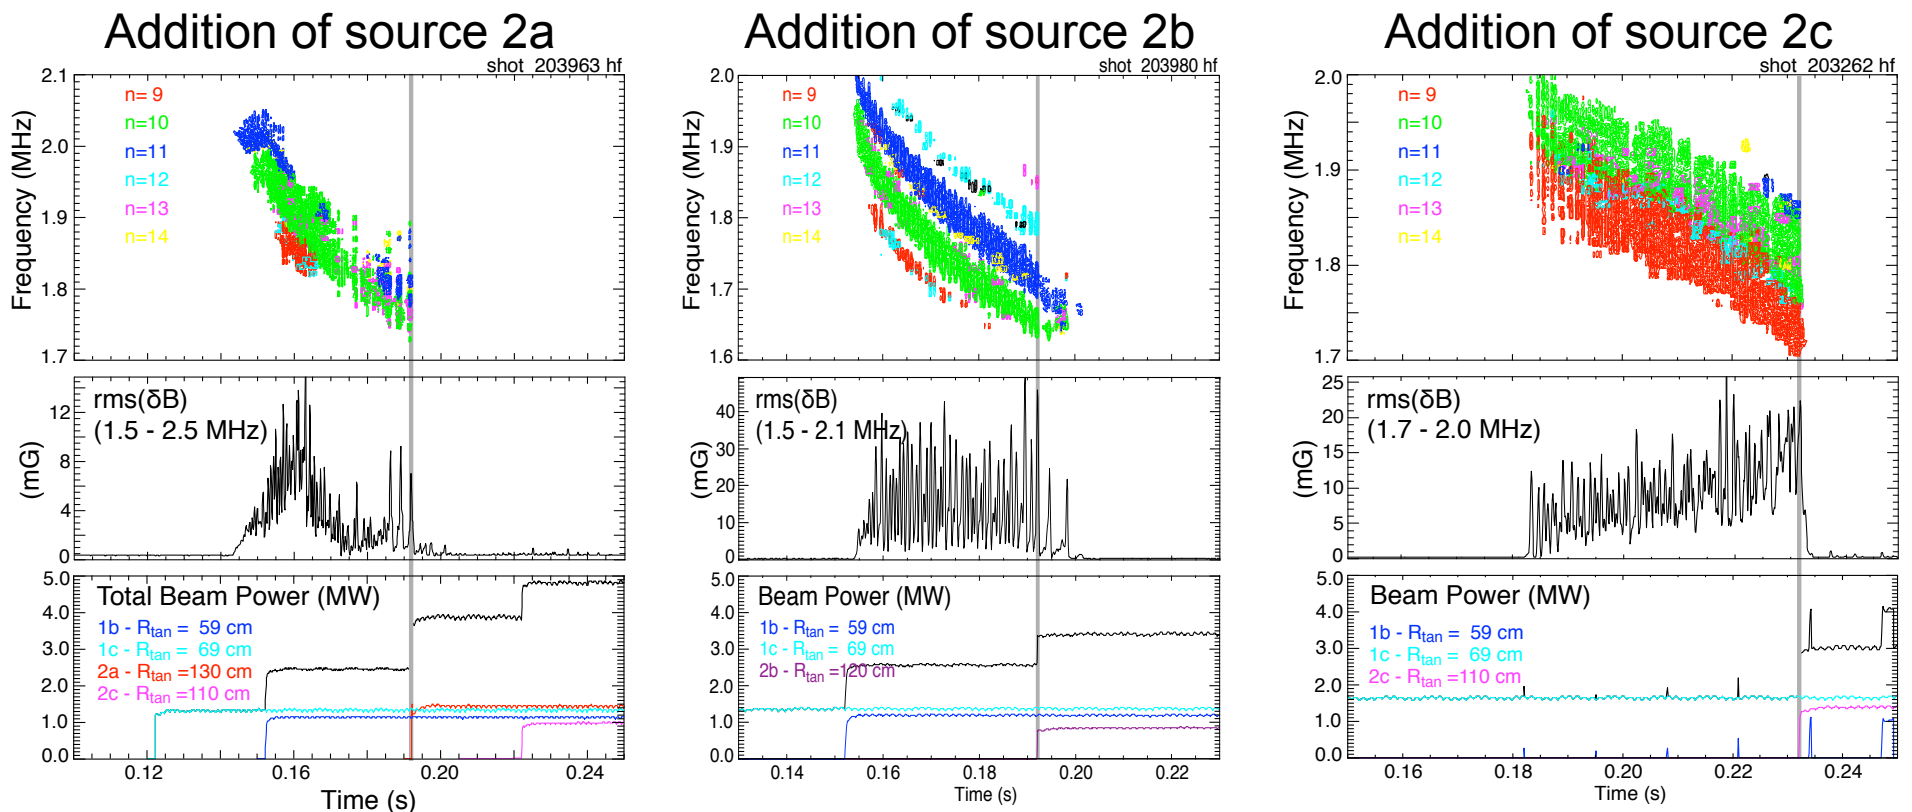 Addition of source 2a
shot 203963 hf
2.1
2.0
1.9
1.8
1.7
Frequency (MHz)
n= 9
n=10
n=11
n=12
n=13
n=14
rms(δB)
(1.5 - 2.5 MHz)
12
8
4
0
(mG)
Total Beam Power (MW)
1b - Rtan = 59 cm
1c - Rtan = 69 cm
2a - Rtan =130 cm
2c - Rtan =110 cm
5.0
4.0
3.0
2.0
1.0
0.0
0.12 0.16 0.20 0.24
Time (s)
Addition of source 2b
shot 203980 hf
2.0
1.9
1.8
1.7
1.6
Frequency (MHz)
n= 9
n=10
n=11
n=12
n=13
n=14
rms(δB)
(1.5 - 2.1 MHz)
40
30
20
10
0
(mG)
Beam Power (MW)
1b - Rtan = 59 cm
1c - Rtan = 69 cm
2b - Rtan =120 cm
5.0
4.0
3.0
2.0
1.0
0.0
0.14 0.16 0.18 0.20 0.22
Time (s)
Addition of source 2c
shot 203262 hf
2.0
1.9
1.8
1.7
Frequency (MHz)
n= 9
n=10
n=11
n=12
n=13
n=14
rms(δB)
(1.7 - 2.0 MHz)
25
20
15
10
5
0
(mG)
Beam Power (MW)
1b - Rtan = 59 cm
1c - Rtan = 69 cm
2c - Rtan =110 cm
5.0
4.0
3.0
2.0
1.0
0.0
0.16 0.18 0.20 0.22 0.24
Time (s)